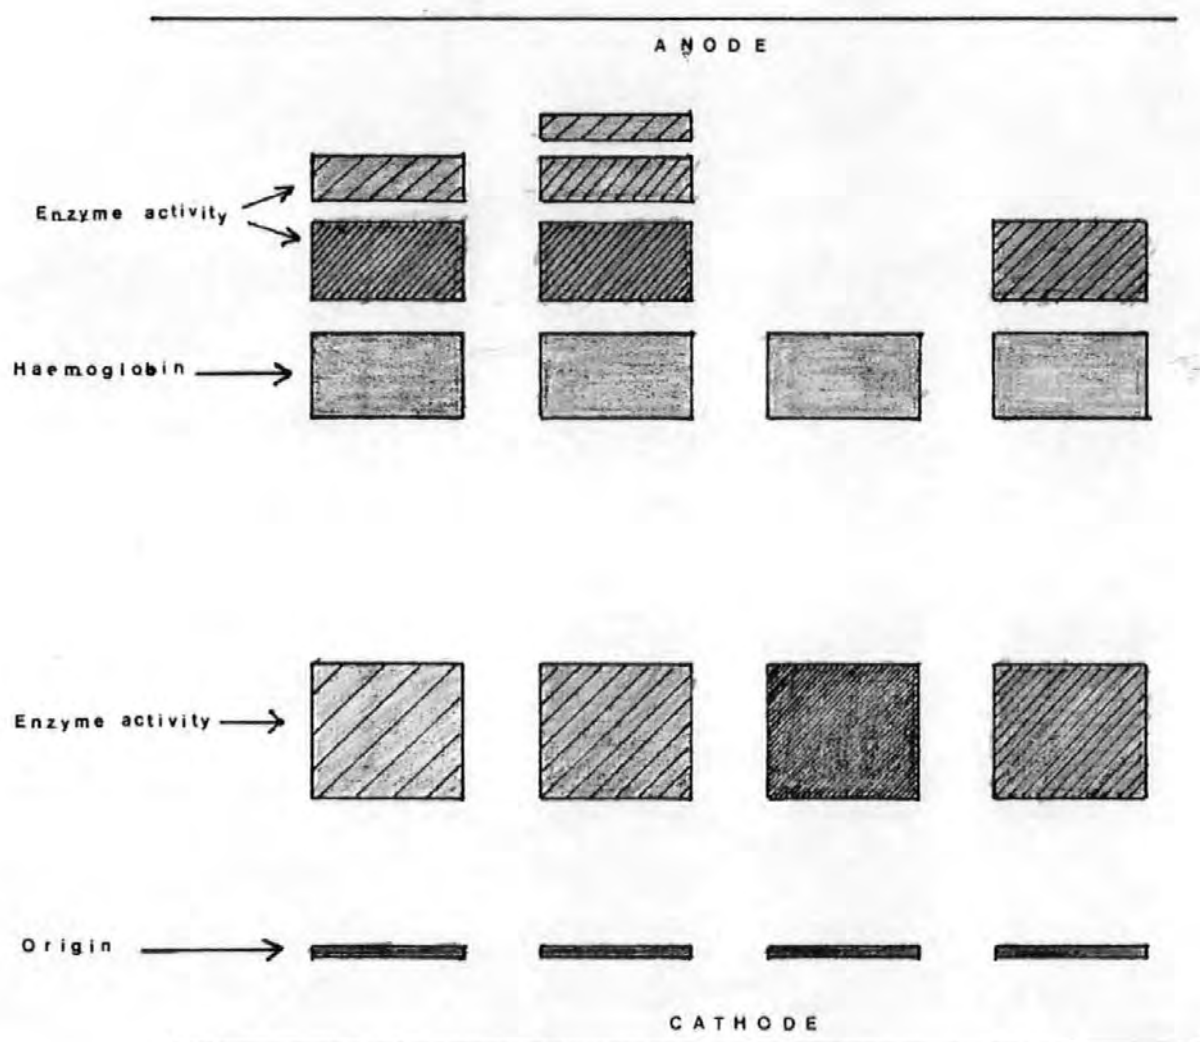 ANODE
Enzyme activity
Haemoglobin
Enzyme activity
Origin
CATHODE